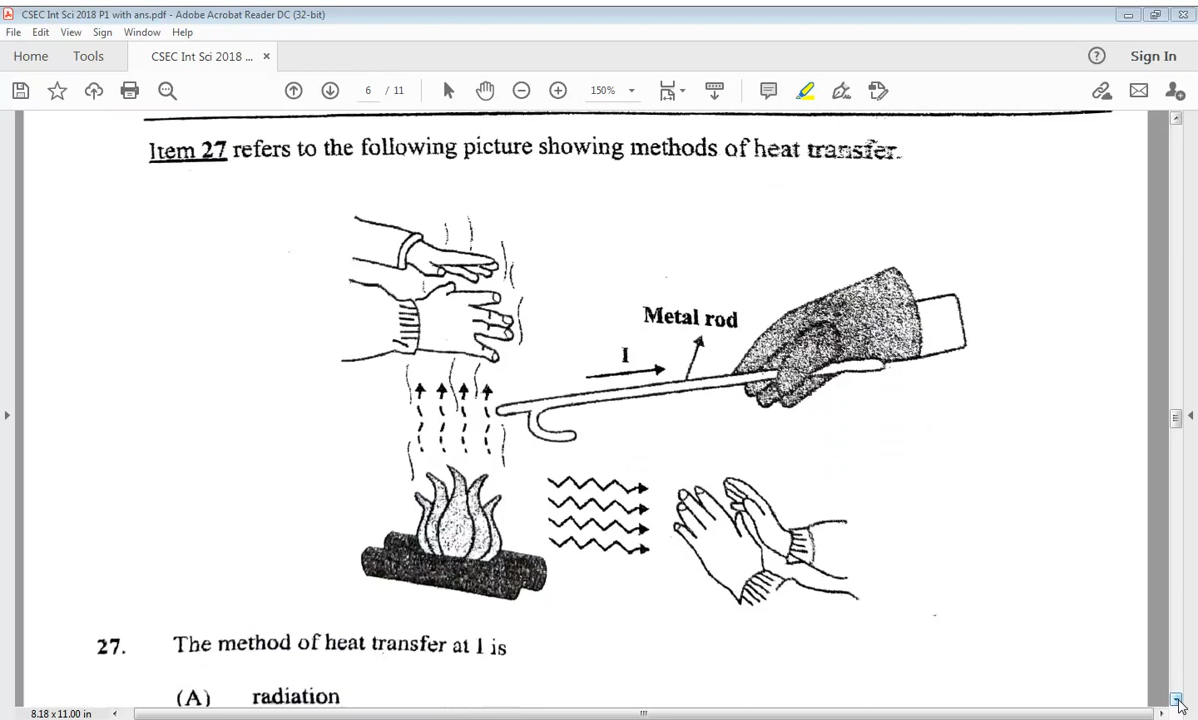 CSEC Int Sci 2018 P1 with ans.pdf - Adobe Acrobat Reader DC (32-bit)
File Edit View Sign Window Help
Home Tools CSEC Int Sci 2018 ... × ? Sign In
6 / 11 150%
Item 27 refers to the following picture showing methods of heat transfer.
Metal rod
I
27. The method of heat transfer at I is
(A) radiation
8.18 x 11.00 in